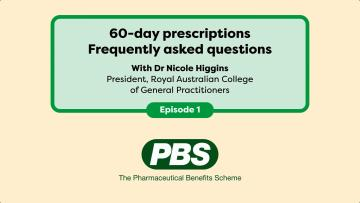 60-day prescriptions
Frequently asked questions
With Dr Nicole Higgins
President, Royal Australian College
of General Practitioners
Episode 1
PBS
The Pharmaceutical Benefits Scheme